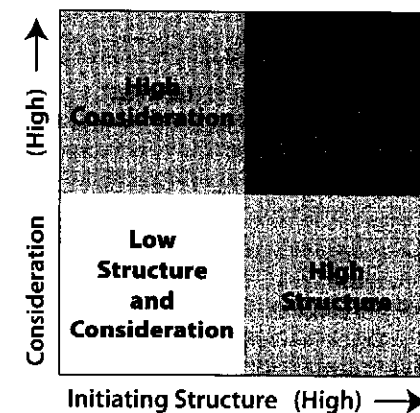 (High)
Consideration
High
Consideration
Low
Structure
and
Consideration
High
Structure
Initiating Structure (High)